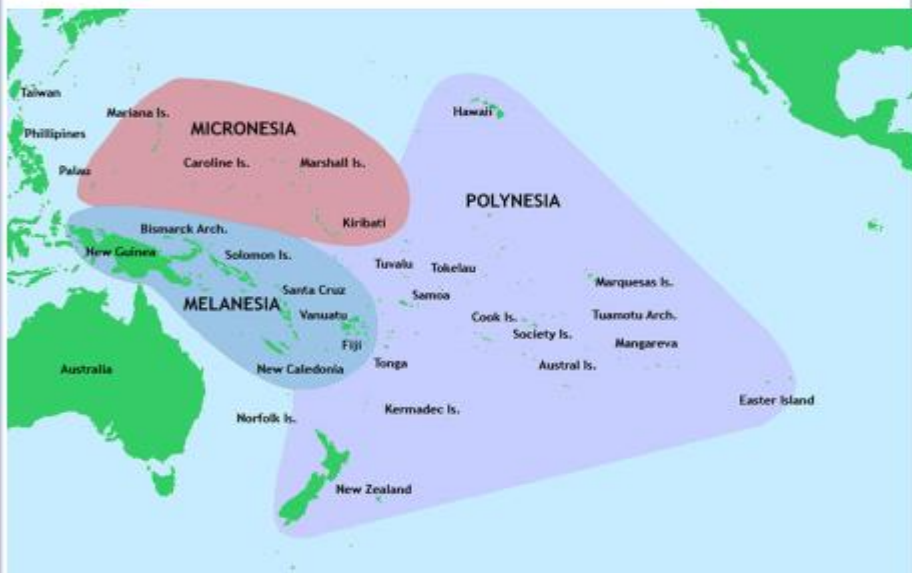 Taiwan
Mariana Is.
Hawaii
MICRONESIA
Phillipines
Caroline Is.
Marshall Is.
Palau
POLYNESIA
Kiribati
Bismarck Arch.
New Guinea
Solomon Is.
Tuvalu
Tokelau
Marquesas Is.
Santa Cruz
Samoa
MELANESIA
Vanuatu
Cook Is.
Tuamotu Arch.
Society Is.
Fiji
Mangareva
Tonga
Austral Is.
Australia
New Caledonia
Easter Island
Kermadec Is.
Norfolk Is.
New Zealand